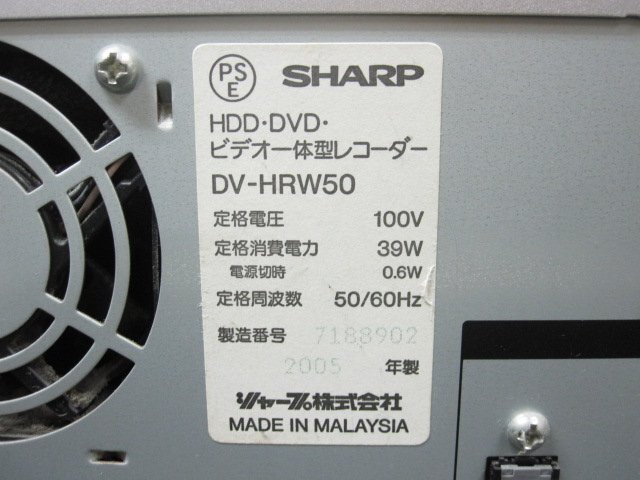 PS
E
SHARP
HDD・DVD・
ビデオ一体型レコーダー
DV-HRW50
定格電圧 100V
定格消費電力 39W
電源切時 0.6W
定格周波数 50/60Hz
製造番号 7188902
2005 年製
シャープ株式会社
MADE IN MALAYSIA